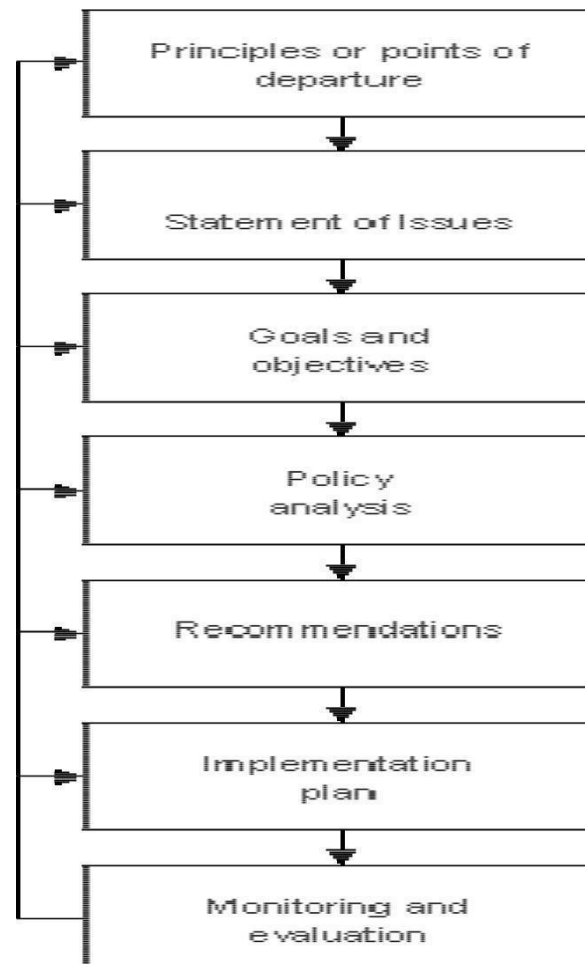 Principles or points of
departure
Statement of Issues
Goals and
objectives
Policy
analysis
Recommendations
Implementation
plan
Monitoring and
evaluation